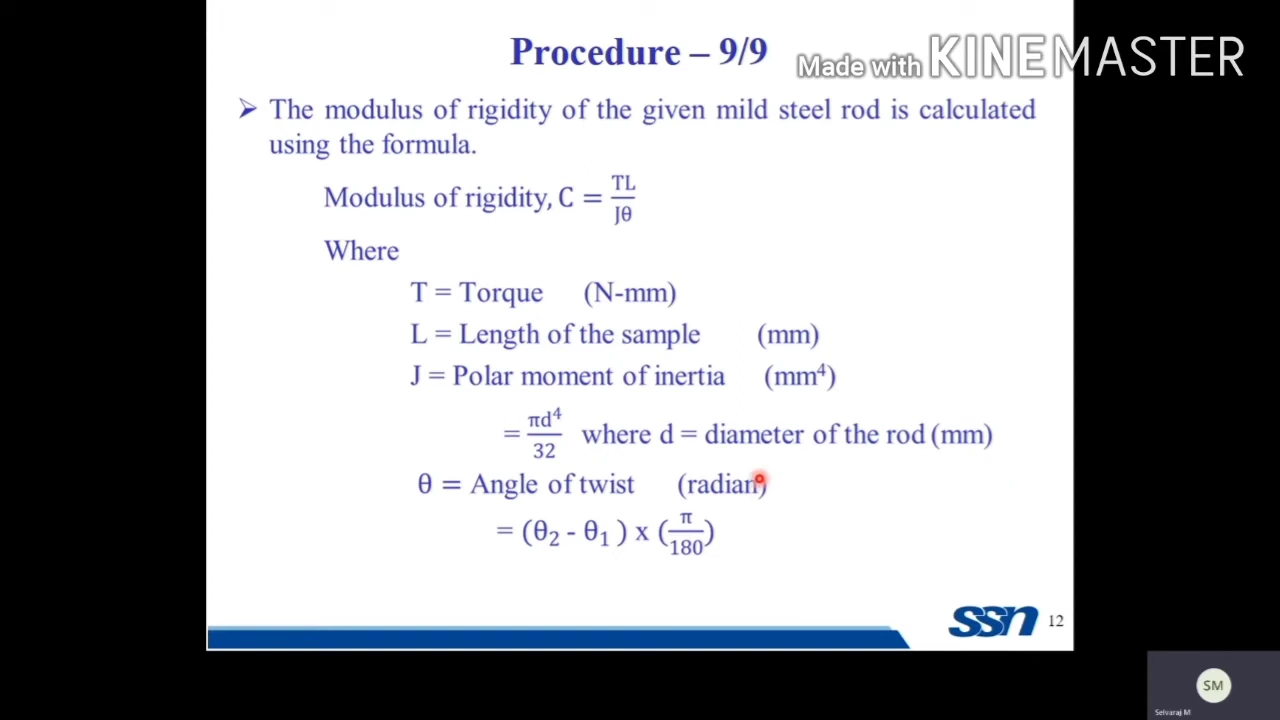 Procedure – 9/9
Made with KINEMASTER
➢ The modulus of rigidity of the given mild steel rod is calculated
using the formula.
Modulus of rigidity, C = TL/Jθ
Where
T = Torque (N-mm)
L = Length of the sample (mm)
J = Polar moment of inertia (mm⁴)
= πd⁴/32 where d = diameter of the rod (mm)
θ = Angle of twist (radian)
= (θ₂ - θ₁ ) x (π/180)
ssn 12
SM
Selvaraj M